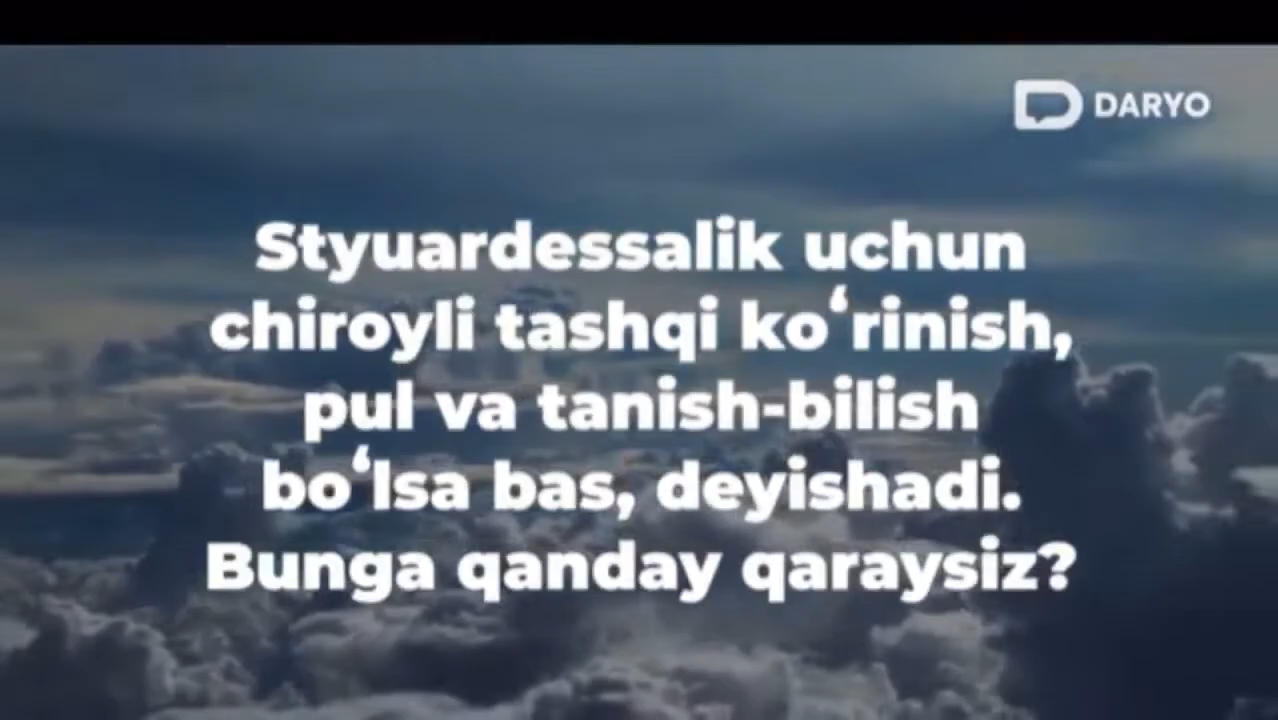 DARYO
Styuardessalik uchun
chiroyli tashqi koʻrinish,
pul va tanish-bilish
boʻlsa bas, deyishadi.
Bunga qanday qaraysiz?